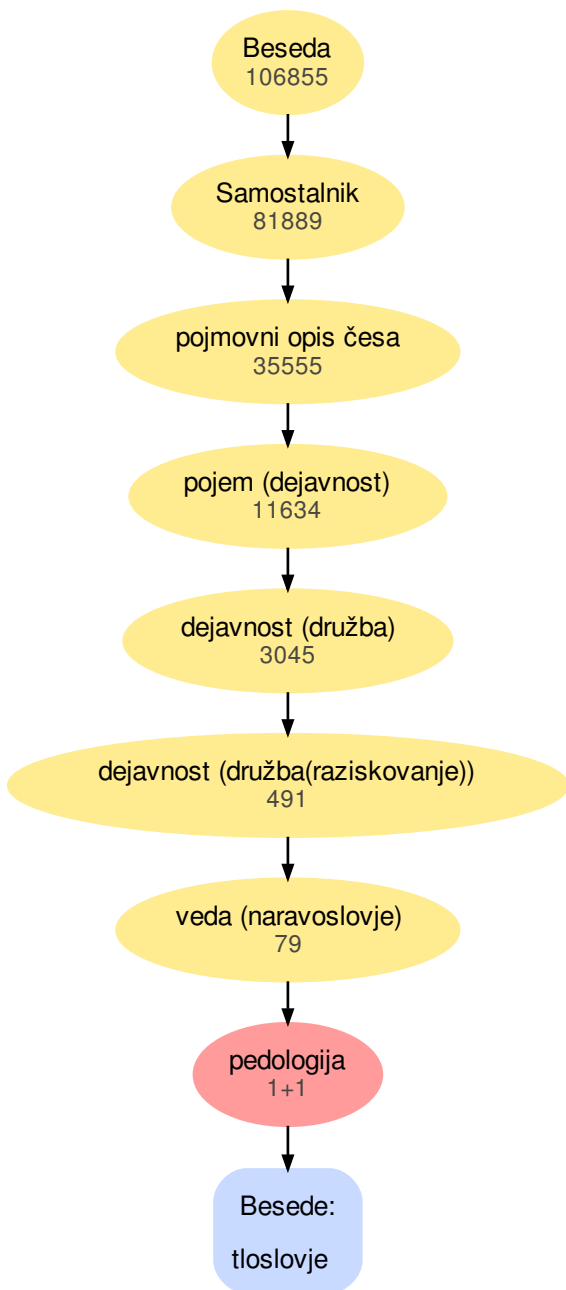 Beseda
106855
Samostalnik
81889
pojmovni opis česa
35555
pojem (dejavnost)
11634
dejavnost (družba)
3045
dejavnost (družba(raziskovanje))
491
veda (naravoslovje)
79
pedologija
1+1
Besede:
tloslovje